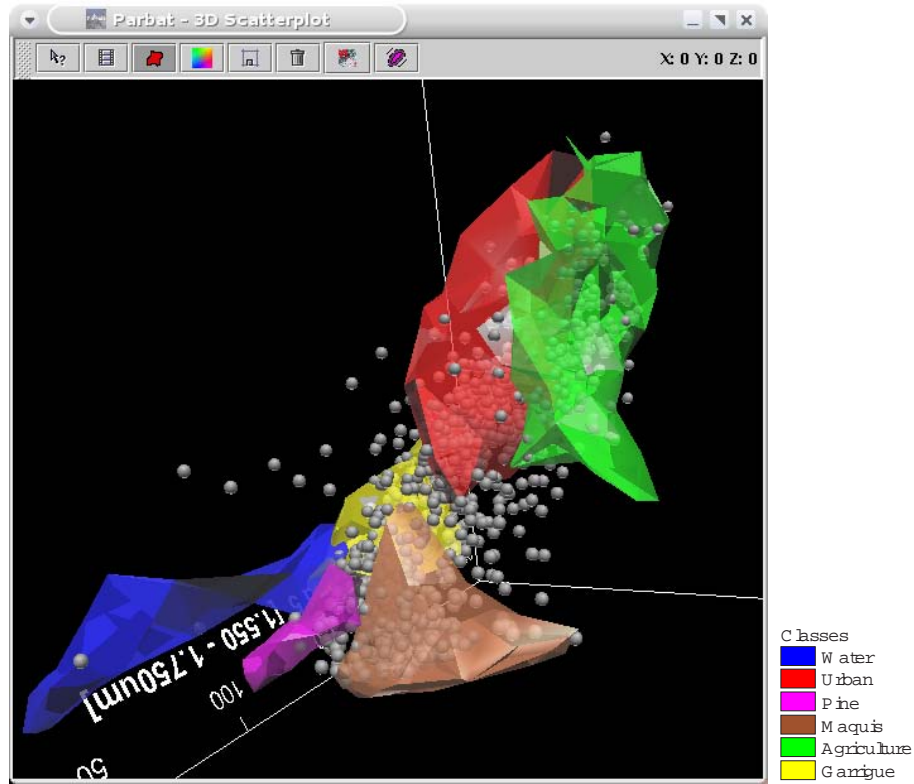 Parbat - 3D Scatterplot
X: 0 Y: 0 Z: 0
[1.550 - 1.750um]
100
50
Classes
Water
Urban
Pine
Maquis
Agriculture
Garrigue